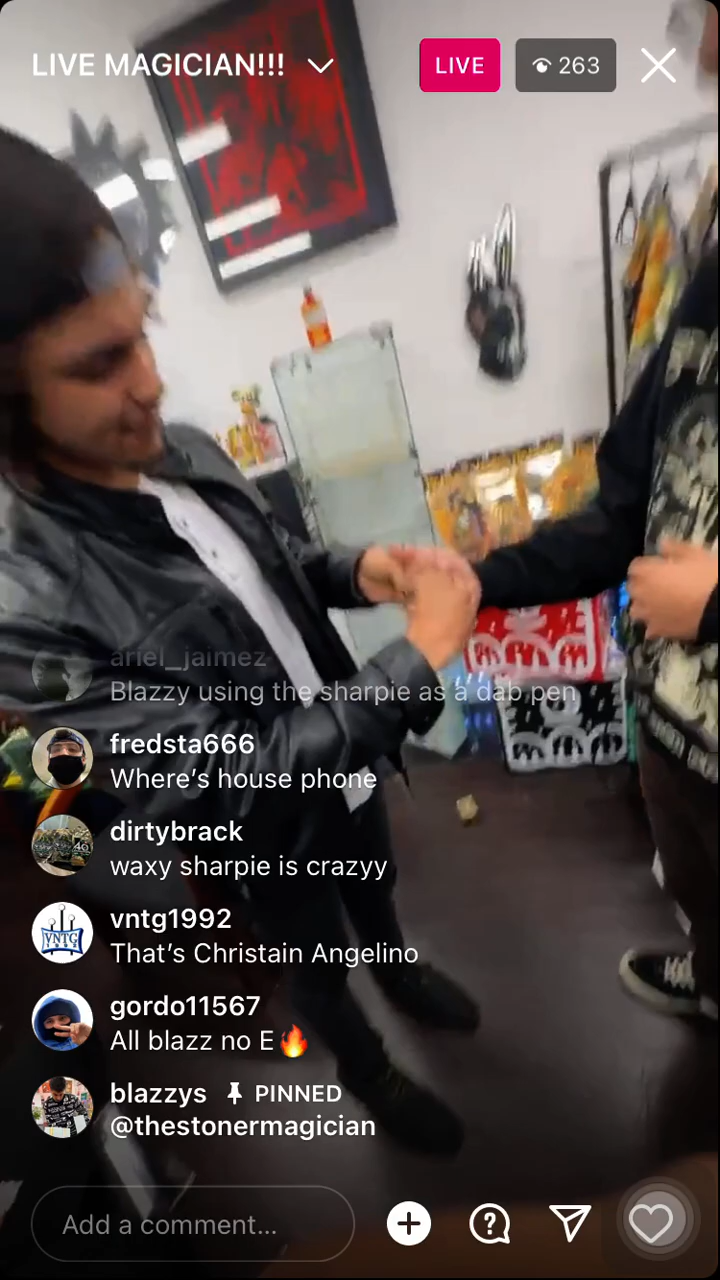 LIVE MAGICIAN!!!
LIVE
263
ariel_jaimez
Blazzy using the sharpie as a dab pen
fredsta666
Where's house phone
dirtybrack
waxy sharpie is crazyy
vntg1992
That's Christain Angelino
gordo11567
All blazz no E🔥
blazzys PINNED
@thestonermagician
Add a comment...